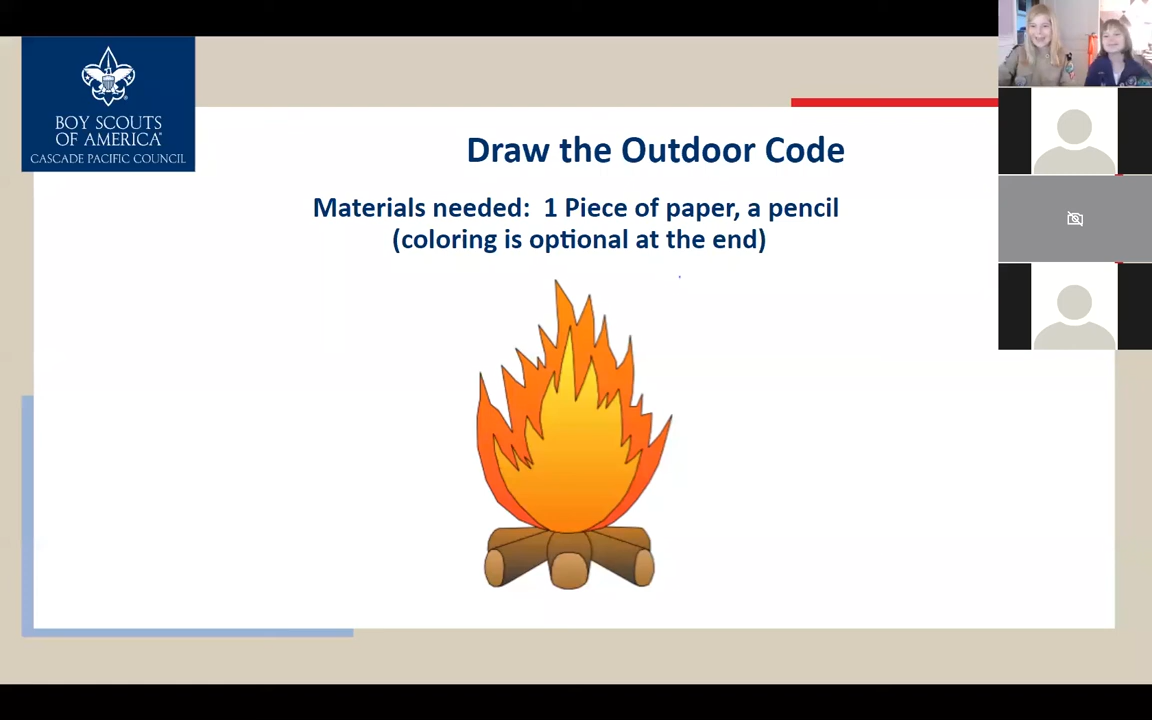 BOY SCOUTS
OF AMERICA®
CASCADE PACIFIC COUNCIL
Draw the Outdoor Code
Materials needed: 1 Piece of paper, a pencil
(coloring is optional at the end)